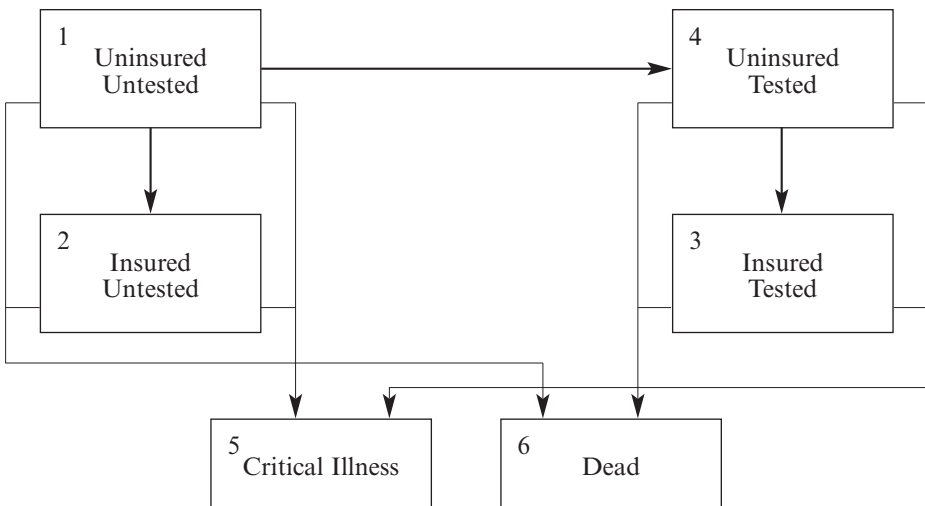 1
Uninsured
Untested
4
Uninsured
Tested
2
Insured
Untested
3
Insured
Tested
5
Critical Illness
6
Dead